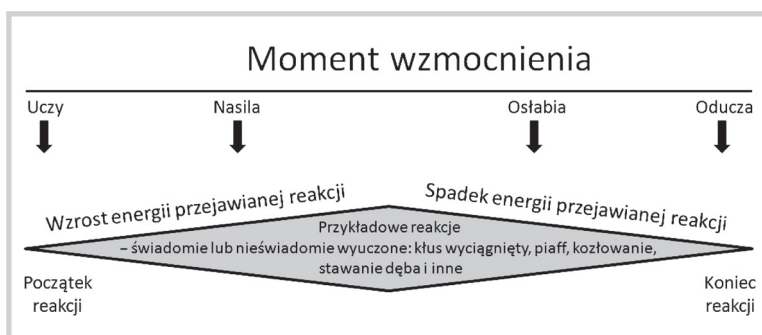 Moment wzmocnienia
Uczy
Nasila
Osłabia
Oducza
Wzrost energii przejawianej reakcji
Spadek energii przejawianej reakcji
Przykładowe reakcje
– świadomie lub nieświadomie wyuczone: kłus wyciągnięty, piaff, kozłowanie,
stawanie dęba i inne
Początek
reakcji
Koniec
reakcji